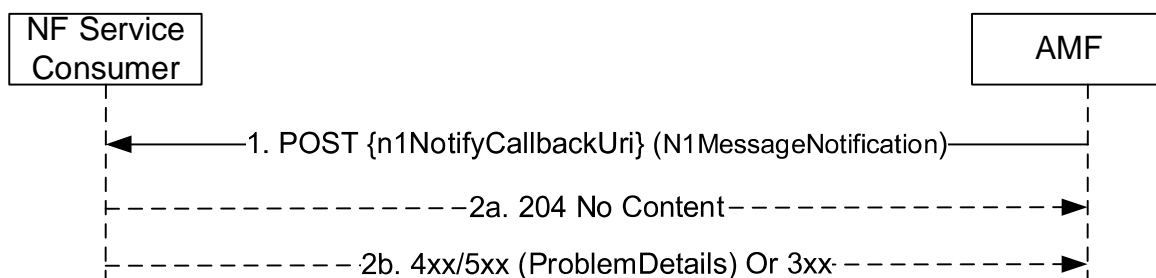 NF Service
Consumer
AMF
1. POST {n1NotifyCallbackUri} (N1MessageNotification)
2a. 204 No Content
2b. 4xx/5xx (ProblemDetails) Or 3xx